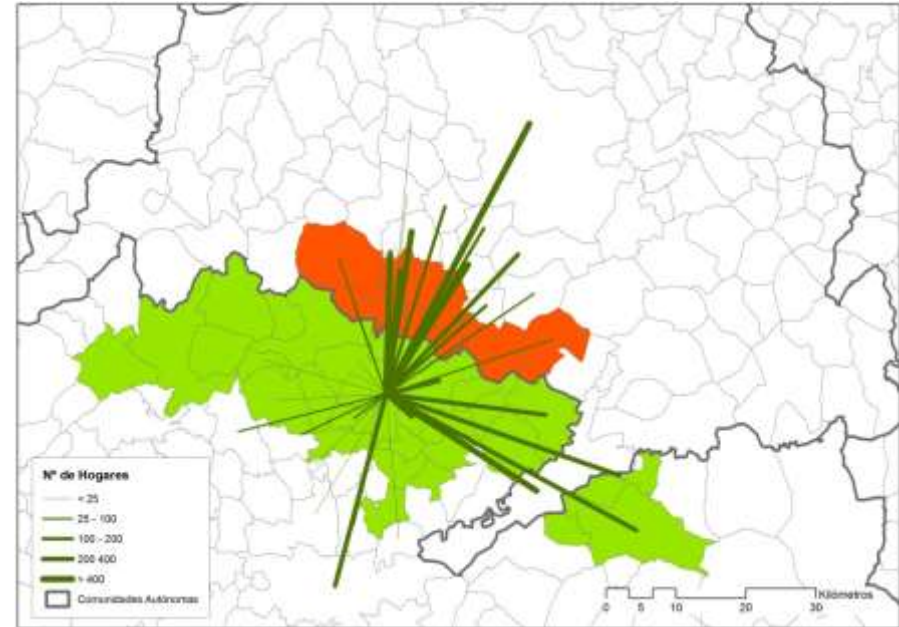 Nº de Hogares
< 25
25 - 100
100 - 200
200 400
> 400
Comunidades Autónomas
Kilómetros
0 5 10 20 30